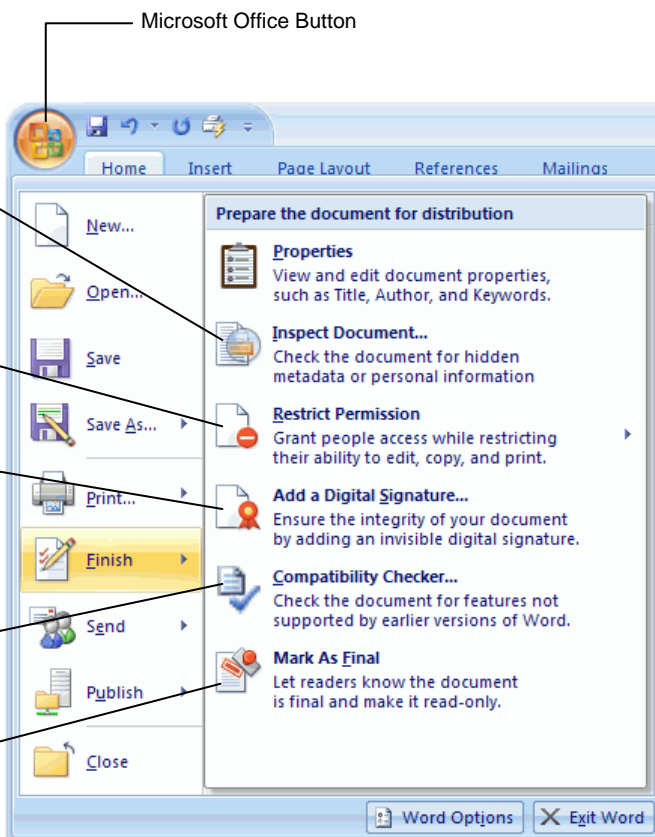 Microsoft Office Button
Home Insert Page Layout References Mailings
New...
Open...
Save
Save As...
Print...
Finish
Send
Publish
Close
Prepare the document for distribution
Properties
View and edit document properties,
such as Title, Author, and Keywords.
Inspect Document...
Check the document for hidden
metadata or personal information
Restrict Permission
Grant people access while restricting
their ability to edit, copy, and print.
Add a Digital Signature...
Ensure the integrity of your document
by adding an invisible digital signature.
Compatibility Checker...
Check the document for features not
supported by earlier versions of Word.
Mark As Final
Let readers know the document
is final and make it read-only.
Word Options Exit Word